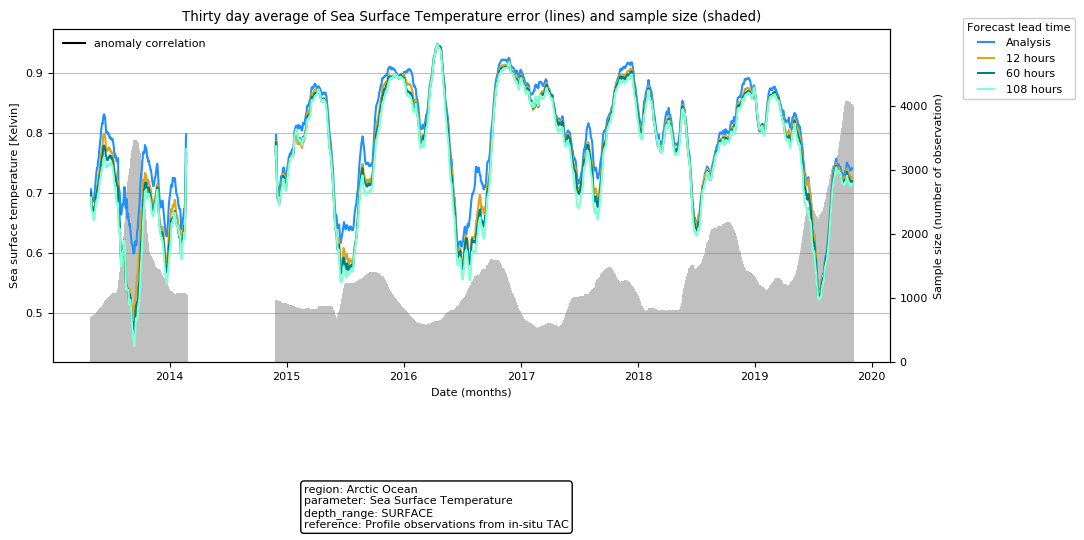 Thirty day average of Sea Surface Temperature error (lines) and sample size (shaded)
anomaly correlation
Forecast lead time
Analysis
12 hours
60 hours
108 hours
Sea surface temperature [Kelvin]
0.9
0.8
0.7
0.6
0.5
4000
3000
2000
1000
0
Sample size (number of observation)
2014 2015 2016 2017 2018 2019 2020
Date (months)
region: Arctic Ocean
parameter: Sea Surface Temperature
depth_range: SURFACE
reference: Profile observations from in-situ TAC